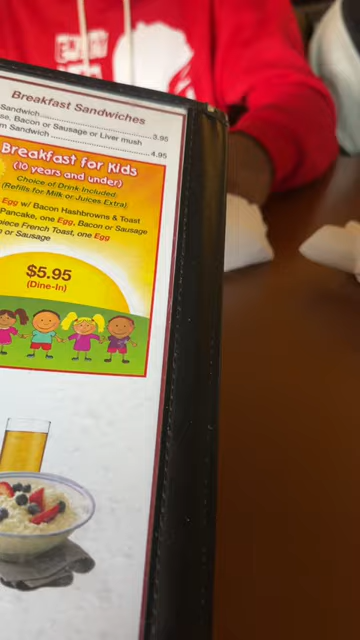 Breakfast Sandwiches
Sandwich...........................3.95
se, Bacon or Sausage or Liver mush
m Sandwich..........................4.95
Breakfast for Kids
(10 years and under)
Choice of Drink Included:
(Refills for Milk or Juices Extra):
Egg w/ Bacon Hashbrowns & Toast
Pancake, one Egg, Bacon or Sausage
piece French Toast, one Egg
or Sausage
$5.95
(Dine-In)